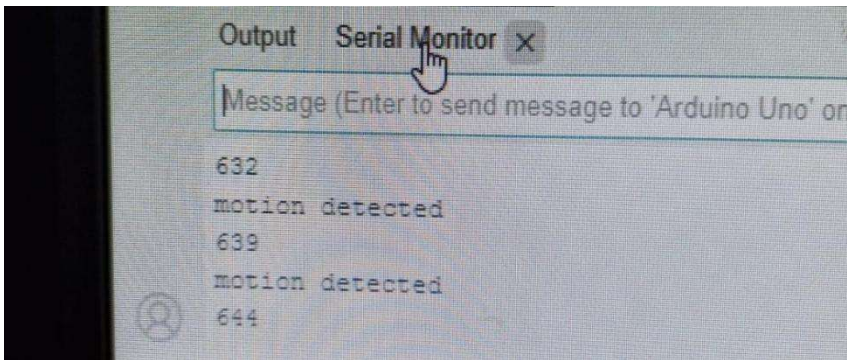 Output Serial Monitor
Message (Enter to send message to 'Arduino Uno' on
632
motion detected
639
motion detected
644